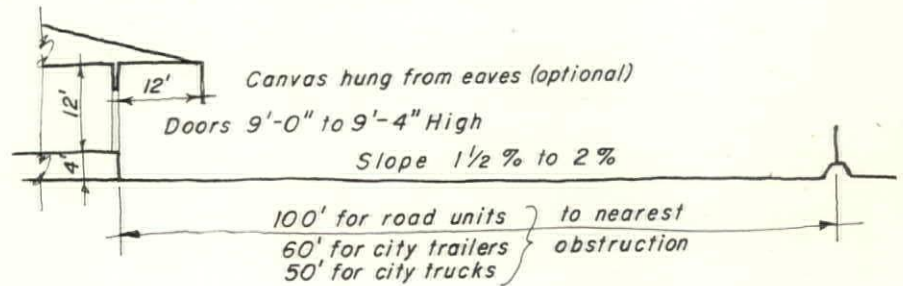 12'
Canvas hung from eaves (optional)
12'
Doors 9'-0" to 9'-4" High
4'
Slope 1 1/2 % to 2 %
100' for road units } to nearest
60' for city trailers obstruction
50' for city trucks